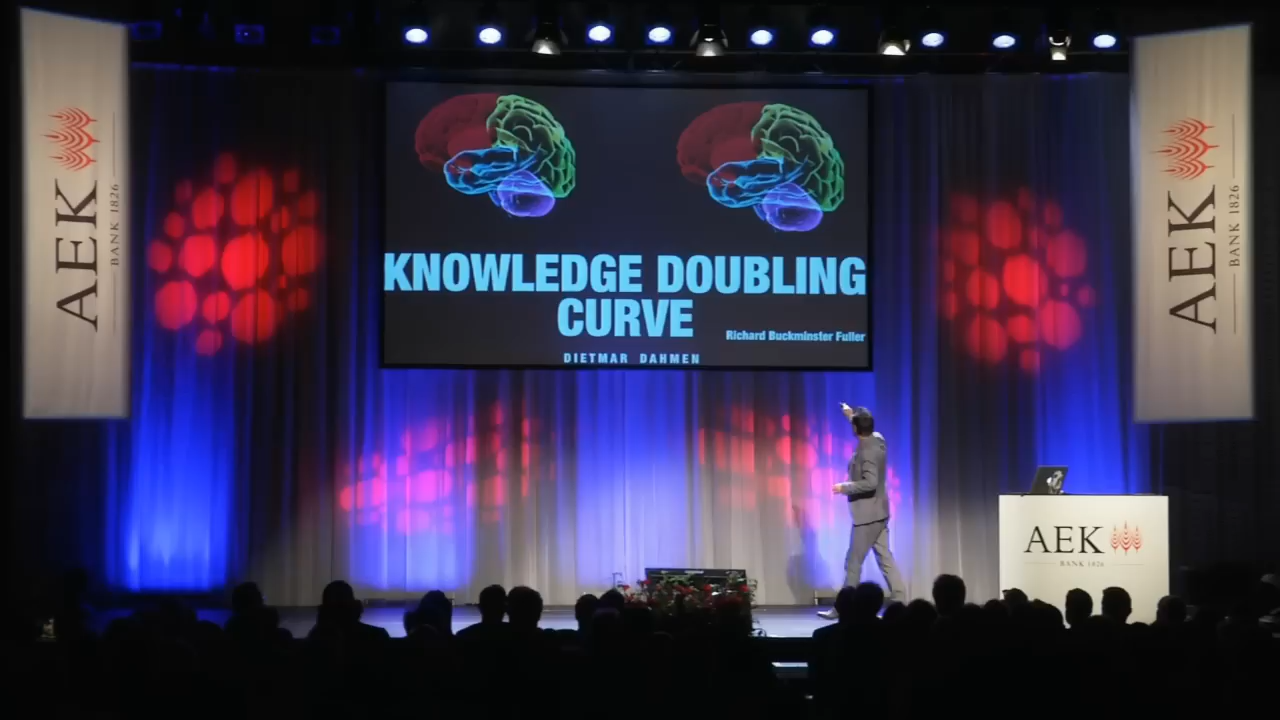 AEK
BANK 1826
KNOWLEDGE DOUBLING
CURVE
Richard Buckminster Fuller
DIETMAR DAHMEN
AEK
BANK 1826
AEK
BANK 1826